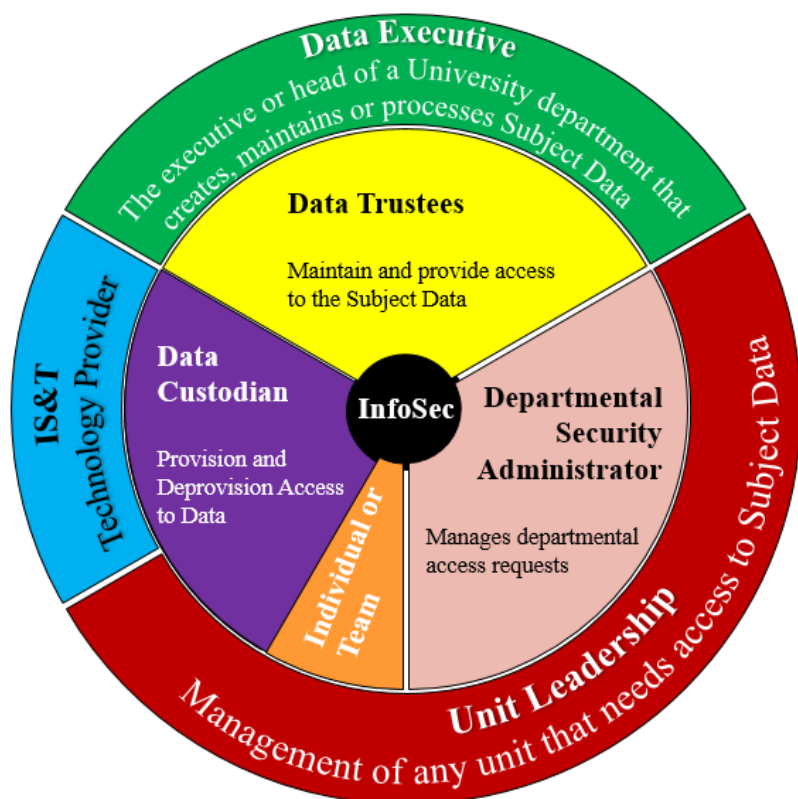 Data Executive
The executive or head of a University department that
creates, maintains or processes Subject Data
Data Trustees
Maintain and provide access
to the Subject Data
IS&T
Technology Provider
Data
Custodian
Provision and
Deprovision Access
to Data
InfoSec
Departmental
Security
Administrator
Manages departmental
access requests
Individual or
Team
Unit Leadership
Management of any unit that needs access to Subject Data